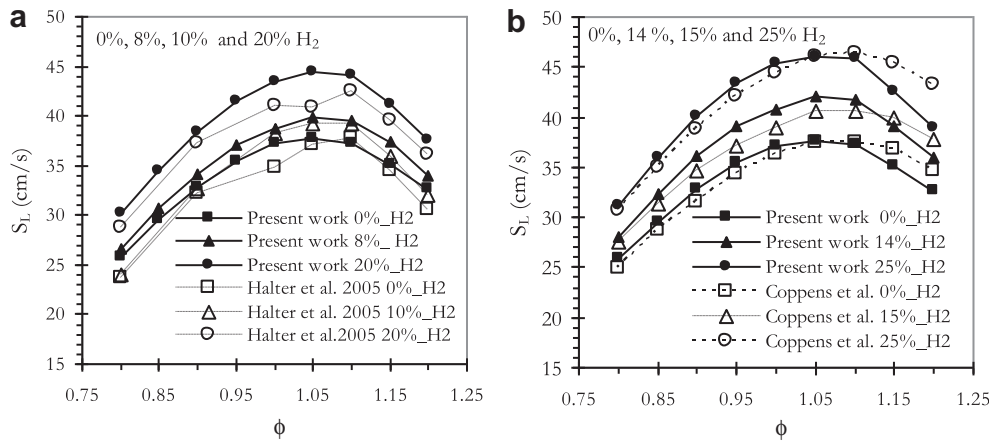 a
0%, 8%, 10% and 20% H2
50
45
40
35
30
25
20
15
SL (cm/s)
Present work 0%_H2
Present work 8%_ H2
Present work 20%_H2
Halter et al. 2005 0%_H2
Halter et al. 2005 10%_H2
Halter et al.2005 20%_H2
0.75 0.85 0.95 1.05 1.15 1.25
ϕ
b
0%, 14 %, 15% and 25% H2
50
45
40
35
30
25
20
15
SL (cm/s)
Present work 0%_H2
Present work 14%_H2
Present work 25%_H2
Coppens et al. 0%_H2
Coppens et al. 15%_H2
Coppens et al. 25%_H2
0.75 0.85 0.95 1.05 1.15 1.25
ϕ